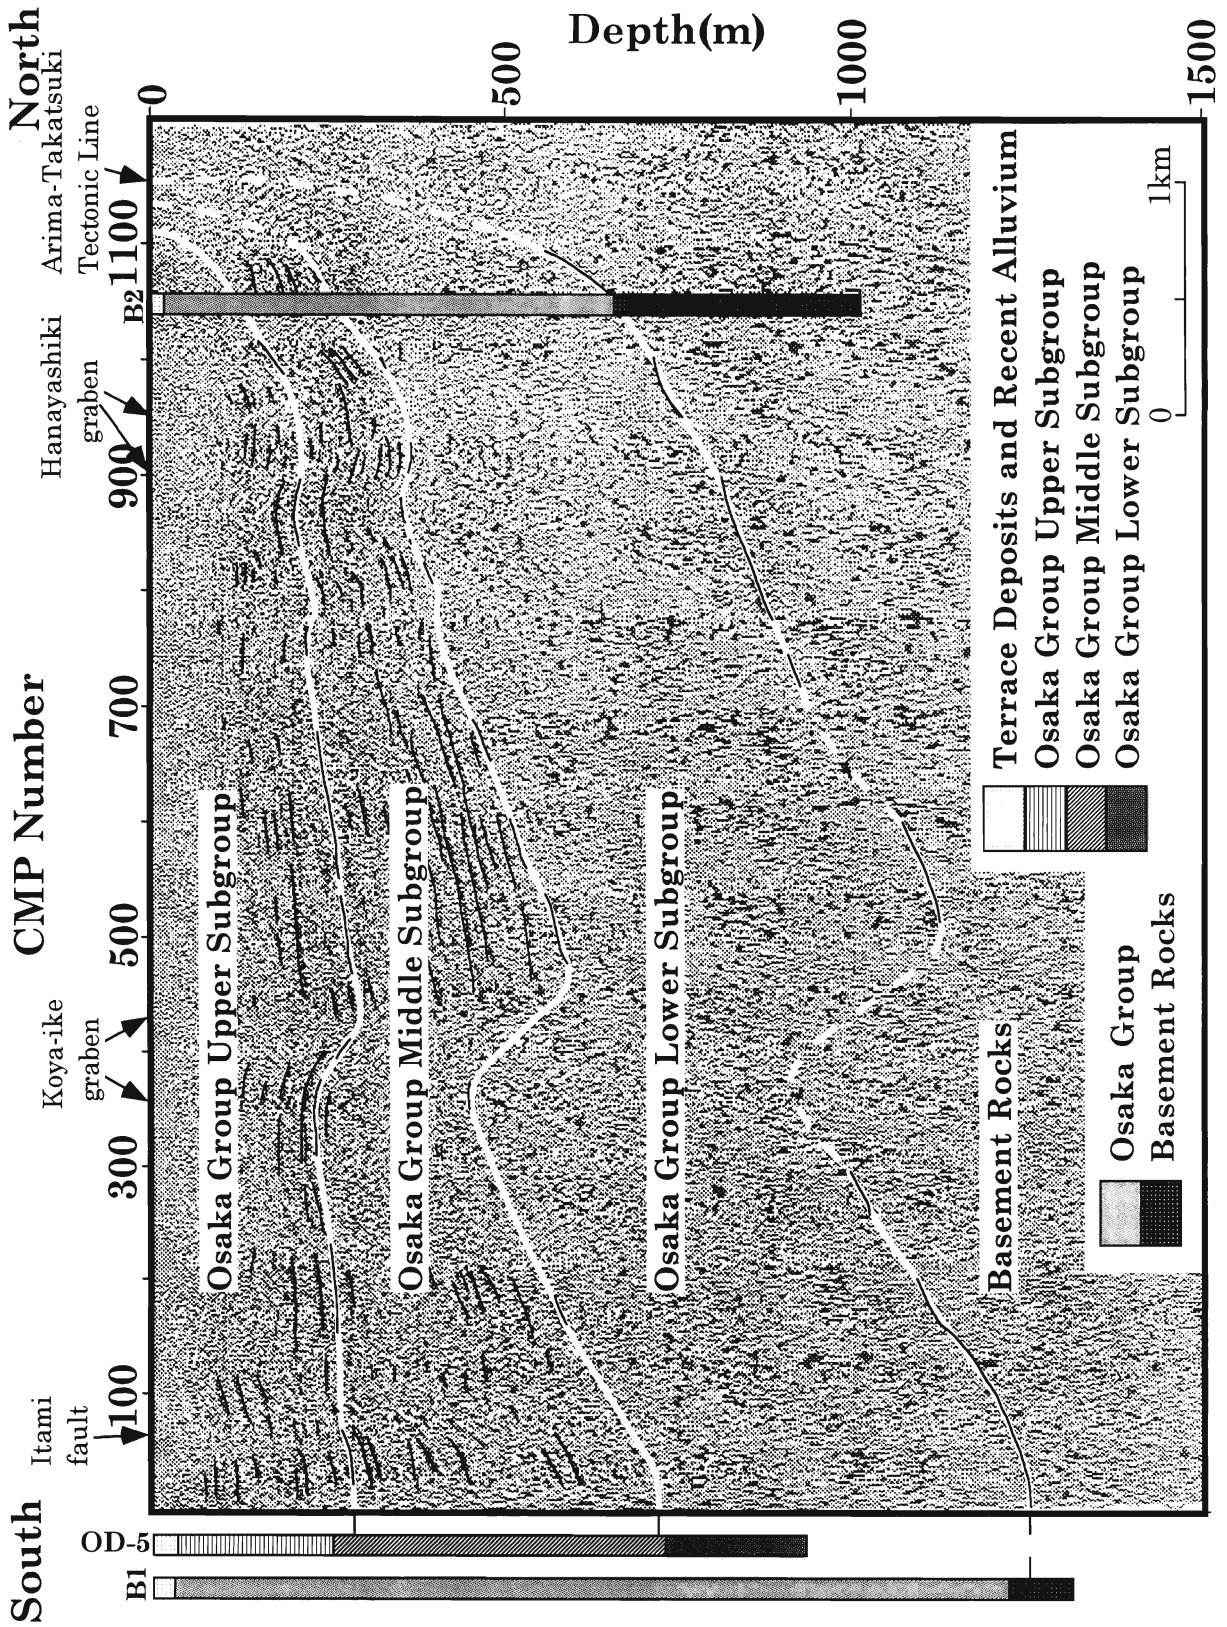 South
CMP Number
North
Itami
fault
Koya-ike
graben
Hanayashiki
graben
Arima-Takatsuki
Tectonic Line
B1
OD-5
100
300
500
700
900
B2
1100
0
500
1000
1500
Depth(m)
Osaka Group Upper Subgroup
Osaka Group Middle Subgroup
Osaka Group Lower Subgroup
Basement Rocks
Osaka Group
Basement Rocks
Terrace Deposits and Recent Alluvium
Osaka Group Upper Subgroup
Osaka Group Middle Subgroup
Osaka Group Lower Subgroup
0
1km